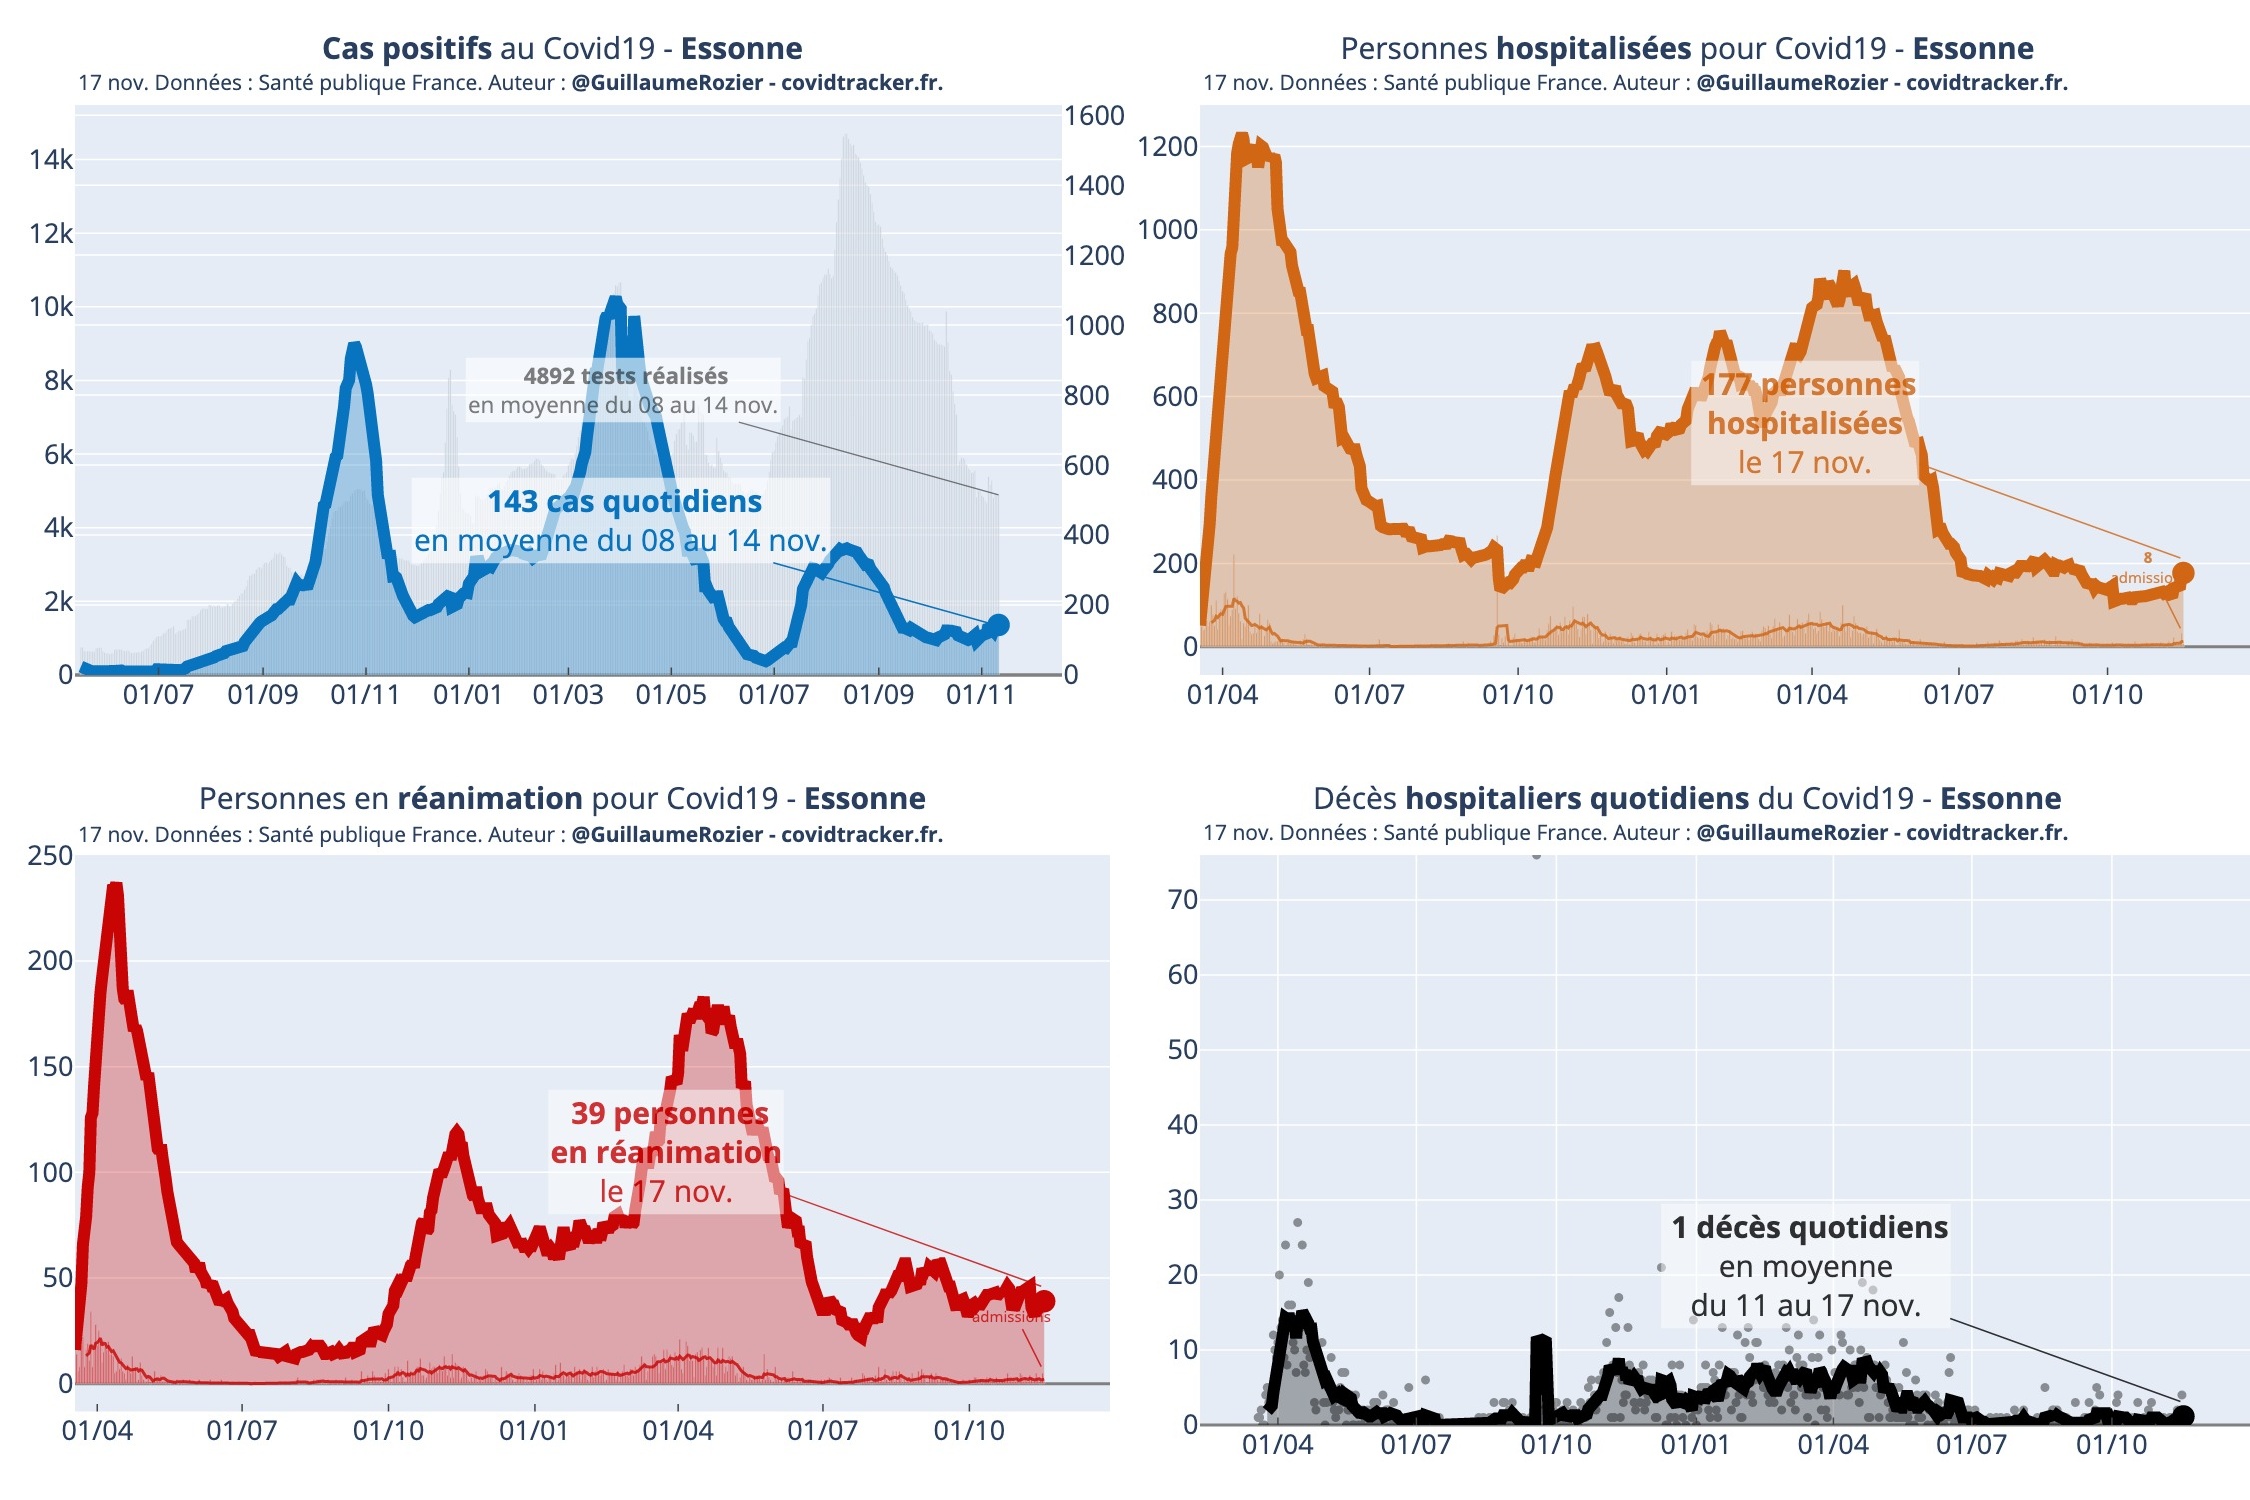 Cas positifs au Covid19 - Essonne
17 nov. Données : Santé publique France. Auteur : @GuillaumeRozier - covidtracker.fr.
14k
12k
10k
8k
6k
4k
2k
0
1600
1400
1200
1000
800
600
400
200
0
4892 tests réalisés
en moyenne du 08 au 14 nov.
143 cas quotidiens
en moyenne du 08 au 14 nov.
01/07 01/09 01/11 01/01 01/03 01/05 01/07 01/09 01/11
Personnes hospitalisées pour Covid19 - Essonne
17 nov. Données : Santé publique France. Auteur : @GuillaumeRozier - covidtracker.fr.
1200
1000
800
600
400
200
0
177 personnes
hospitalisées
le 17 nov.
8
admissio
01/04 01/07 01/10 01/01 01/04 01/07 01/10
Personnes en réanimation pour Covid19 - Essonne
17 nov. Données : Santé publique France. Auteur : @GuillaumeRozier - covidtracker.fr.
250
200
150
100
50
0
39 personnes
en réanimation
le 17 nov.
admissions
01/04 01/07 01/10 01/01 01/04 01/07 01/10
Décès hospitaliers quotidiens du Covid19 - Essonne
17 nov. Données : Santé publique France. Auteur : @GuillaumeRozier - covidtracker.fr.
70
60
50
40
30
20
10
0
1 décès quotidiens
en moyenne
du 11 au 17 nov.
01/04 01/07 01/10 01/01 01/04 01/07 01/10